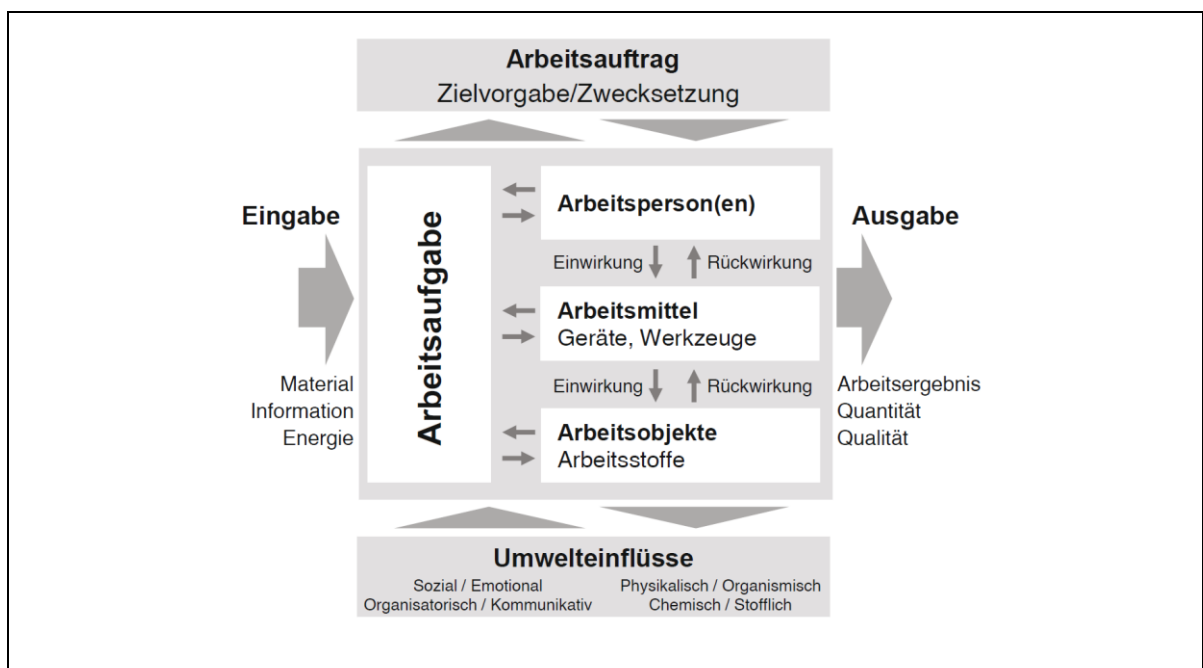 Arbeitsauftrag
Zielvorgabe/Zwecksetzung
Eingabe
Material
Information
Energie
Arbeitsaufgabe
Arbeitsperson(en)
Einwirkung
Rückwirkung
Arbeitsmittel
Geräte, Werkzeuge
Einwirkung
Rückwirkung
Arbeitsobjekte
Arbeitsstoffe
Ausgabe
Arbeitsergebnis
Quantität
Qualität
Umwelteinflüsse
Sozial / Emotional
Organisatorisch / Kommunikativ
Physikalisch / Organismisch
Chemisch / Stofflich